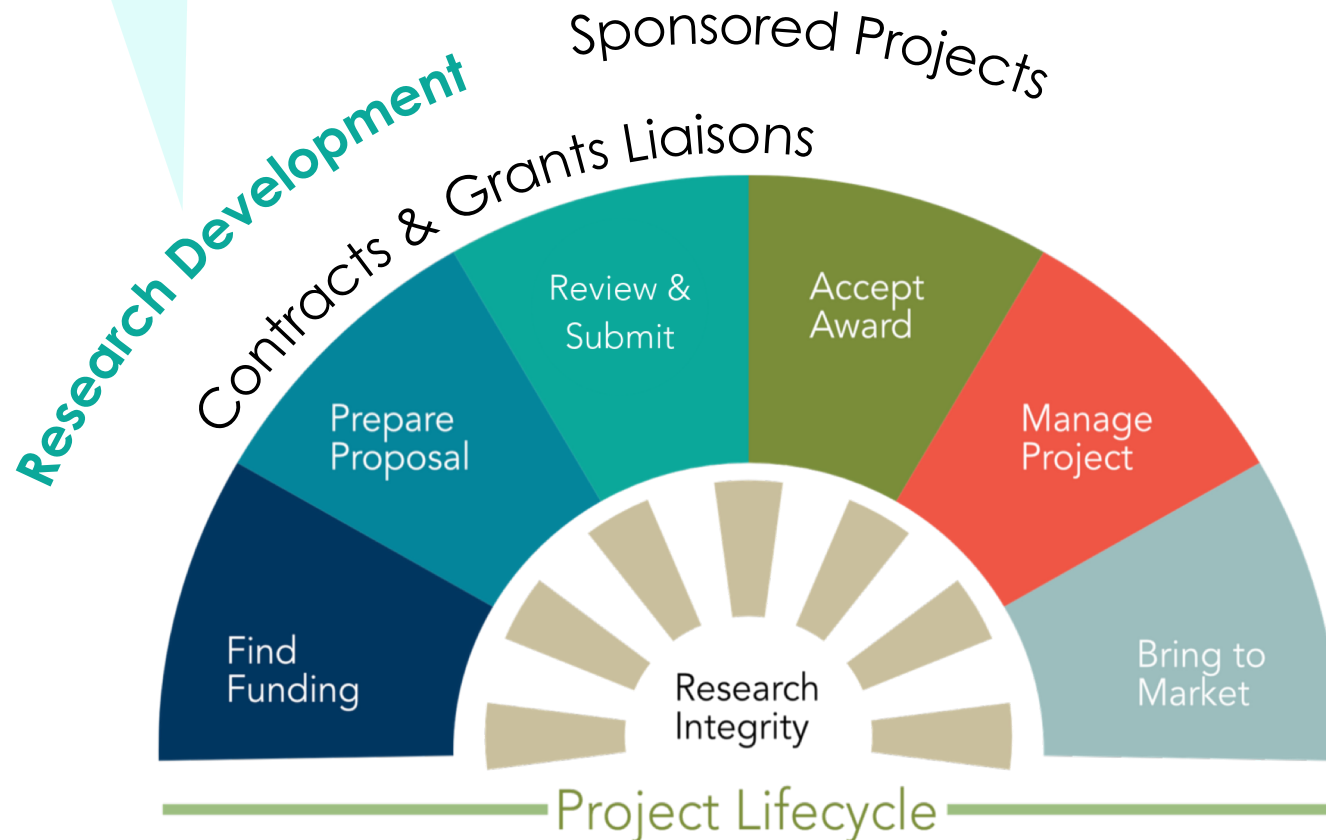 Sponsored Projects
Research Development
Contracts & Grants Liaisons
Review &
Submit
Accept
Award
Prepare
Proposal
Manage
Project
Find
Funding
Bring to
Market
Research
Integrity
Project Lifecycle